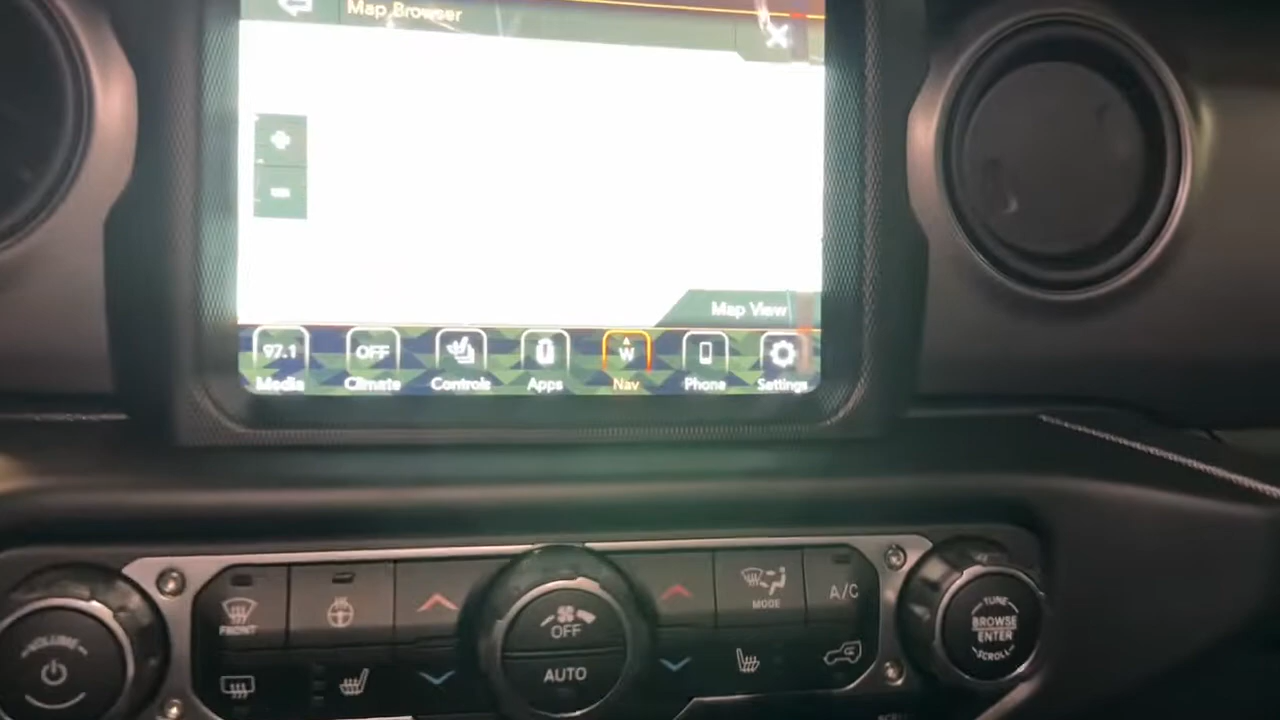 Map Browser
Map View
97.1
OFF
W
Media
Climate
Controls
Apps
Nav
Phone
Settings
FRONT
MODE
A/C
OFF
AUTO
VOLUME
TUNE
BROWSE
ENTER
SCROLL